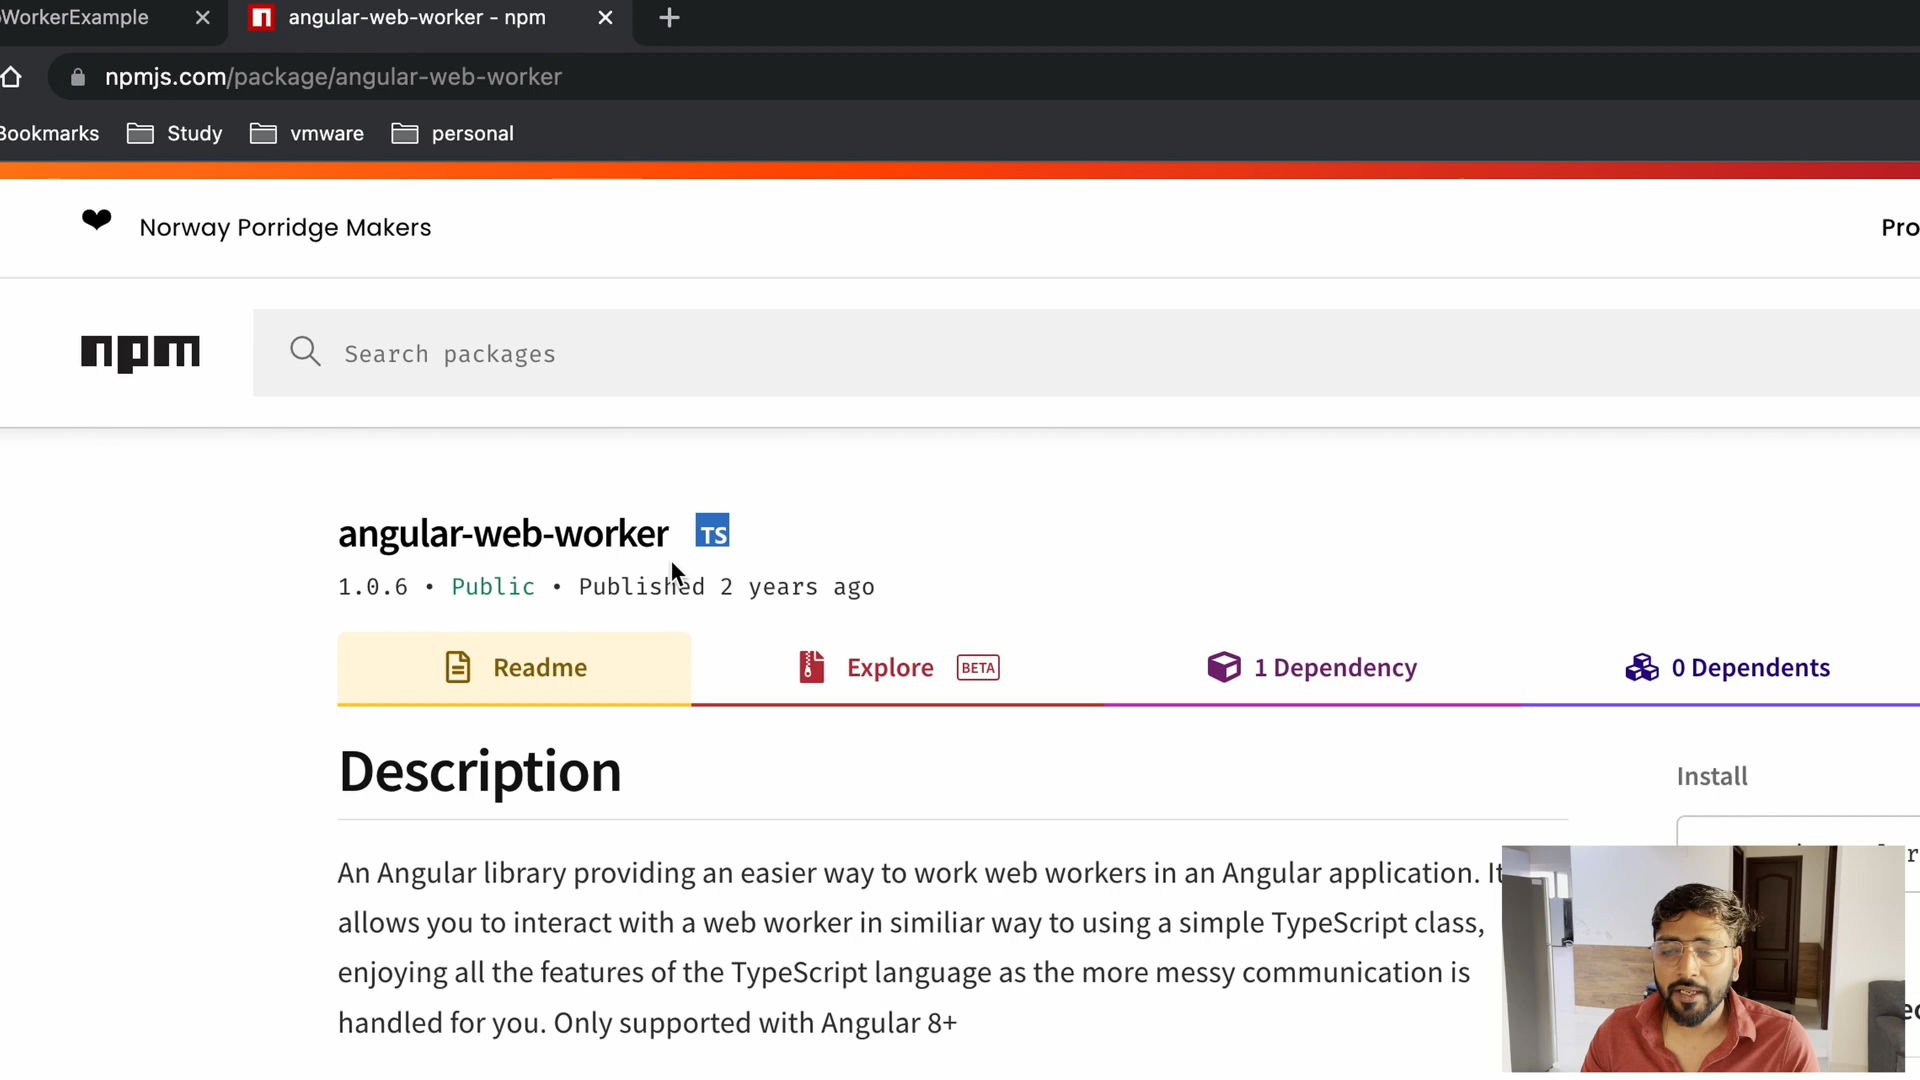 WorkerExample
angular-web-worker - npm
npmjs.com/package/angular-web-worker
Bookmarks
Study
vmware
personal
Norway Porridge Makers
Pro
npm
Search packages
angular-web-worker TS
1.0.6 • Public • Published 2 years ago
Readme
Explore BETA
1 Dependency
0 Dependents
Description
Install
An Angular library providing an easier way to work web workers in an Angular application. It
allows you to interact with a web worker in similiar way to using a simple TypeScript class,
enjoying all the features of the TypeScript language as the more messy communication is
handled for you. Only supported with Angular 8+